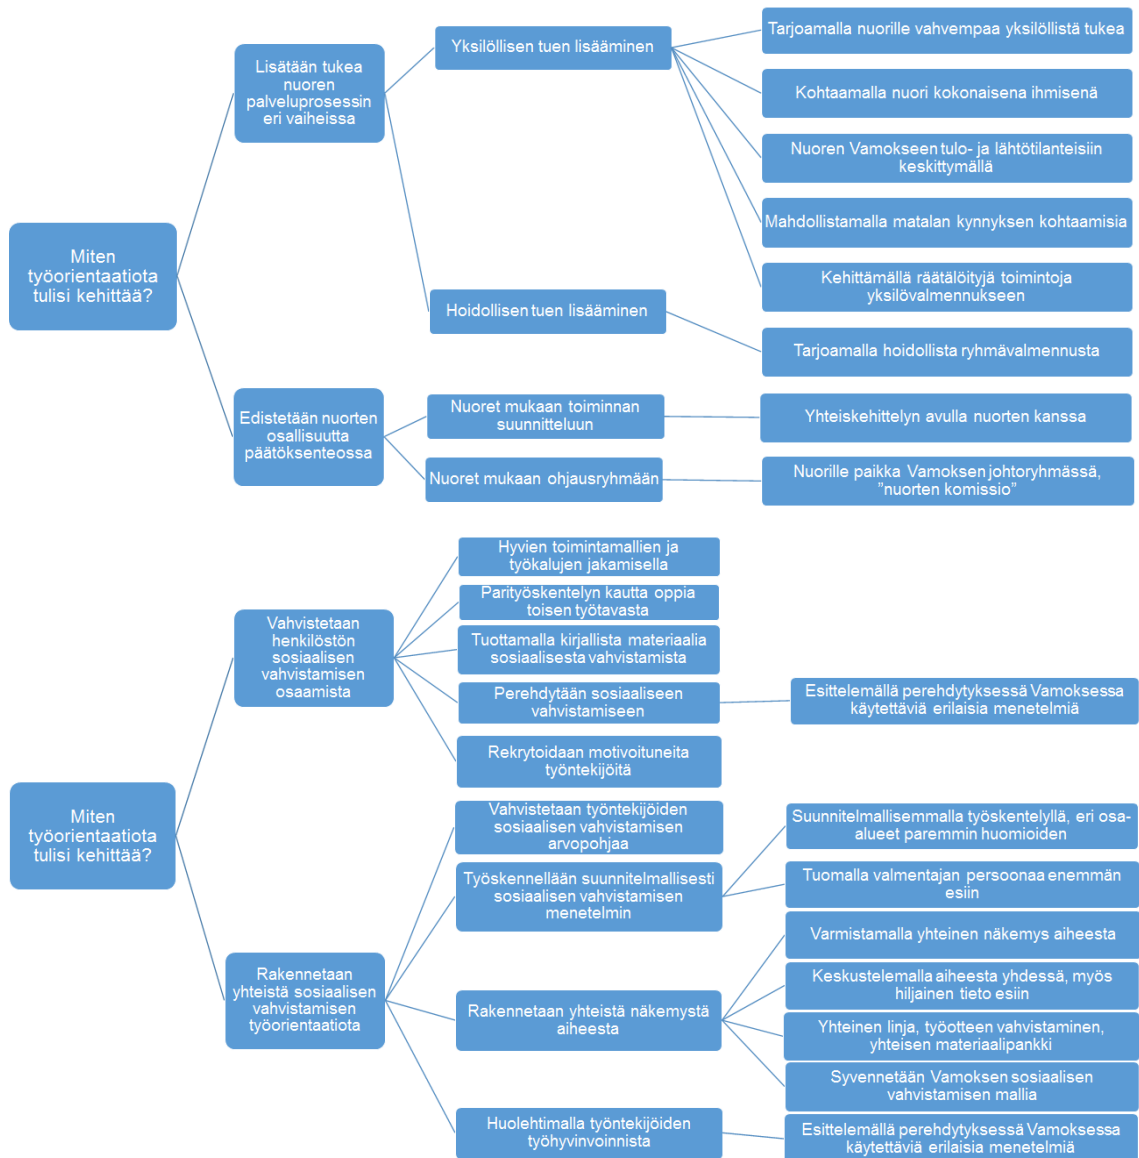 Miten
työorientaatiota
tulisi kehittää?
Lisätään tukea
nuoren
palveluprosessin
eri vaiheissa
Yksilöllisen tuen lisääminen
Tarjoamalla nuorille vahvempaa yksilöllistä tukea
Kohtaamalla nuori kokonaisena ihmisenä
Nuoren Vamokseen tulo- ja lähtötilanteisiin
keskittymällä
Mahdollistamalla matalan kynnyksen kohtaamisia
Kehittämällä räätälöityjä toimintoja
yksilövalmennukseen
Hoidollisen tuen lisääminen
Tarjoamalla hoidollista ryhmävalmennusta
Edistetään nuorten
osallisuutta
päätöksenteossa
Nuoret mukaan toiminnan
suunnitteluun
Yhteiskehittelyn avulla nuorten kanssa
Nuoret mukaan ohjausryhmään
Nuorille paikka Vamoksen johtoryhmässä,
”nuorten komissio”
Miten
työorientaatiota
tulisi kehittää?
Vahvistetaan
henkilöstön
sosiaalisen
vahvistamisen
osaamista
Hyvien toimintamallien ja
työkalujen jakamisella
Parityöskentelyn kautta oppia
toisen työtavasta
Tuottamalla kirjallista materiaalia
sosiaalisesta vahvistamista
Perehdytään sosiaaliseen
vahvistamiseen
Esittelemällä perehdytyksessä Vamoksessa
käytettäviä erilaisia menetelmiä
Rekrytoidaan motivoituneita
työntekijöitä
Rakennetaan
yhteistä sosiaalisen
vahvistamisen
työorientaatiota
Vahvistetaan työntekijöiden
sosiaalisen vahvistamisen
arvopohjaa
Työskennellään suunnitelmallisesti
sosiaalisen vahvistamisen
menetelmin
Suunnitelmallisemmalla työskentelyllä, eri osa-
alueet paremmin huomioiden
Tuomalla valmentajan persoonaa enemmän
esiin
Rakennetaan yhteistä näkemystä
aiheesta
Varmistamalla yhteinen näkemys aiheesta
Keskustelemalla aiheesta yhdessä, myös
hiljainen tieto esiin
Yhteinen linja, työotteen vahvistaminen,
yhteisen materiaalipankki
Syvennetään Vamoksen sosiaalisen
vahvistamisen mallia
Huolehtimalla työntekijöiden
työhyvinvoinnista
Esittelemällä perehdytyksessä Vamoksessa
käytettäviä erilaisia menetelmiä